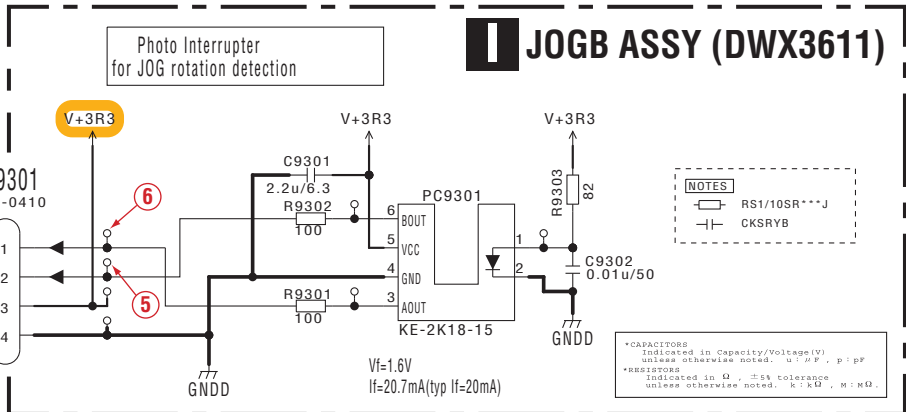 I JOGB ASSY (DWX3611)
Photo Interrupter
for JOG rotation detection
V+3R3
V+3R3
V+3R3
9301
-0410
C9301
2.2u/6.3
R9302
100
PC9301
R9303
82
NOTES
RS1/10SR***J
CKSRYB
6
5
1
2
3
4
6
BOUT
5
VCC
4
GND
3
AOUT
1
2
C9302
0.01u/50
R9301
100
KE-2K18-15
GNDD
GNDD
Vf=1.6V
If=20.7mA(typ If=20mA)
*CAPACITORS
Indicated in Capacity/Voltage(V)
unless otherwise noted. u : μF , p : pF
*RESISTORS
Indicated in Ω , ±5% tolerance
unless otherwise noted. k : kΩ , M : MΩ .